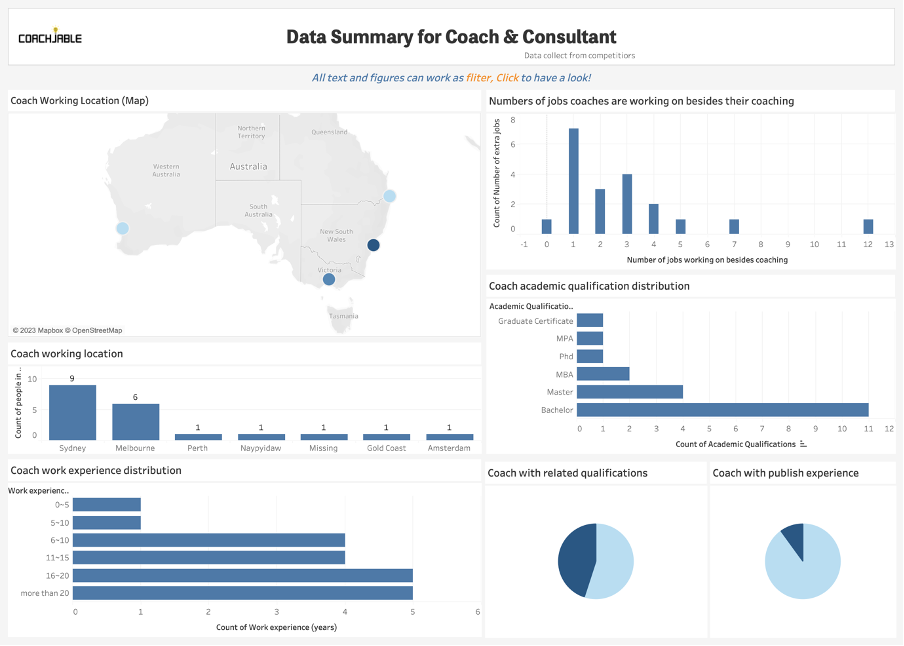 COACHJABLE
Data Summary for Coach & Consultant
Data collect from competitiors
All text and figures can work as fliter, Click to have a look!
Coach Working Location (Map)
Northern
Territory
Queensland
Western
Australia
Australia
South
Australia
New South
Wales
Victoria
Tasmania
© 2023 Mapbox © OpenStreetMap
Numbers of jobs coaches are working on besides their coaching
Count of Number of extra jobs
8
6
4
2
0
-1 0 1 2 3 4 5 6 7 8 9 10 11 12 13
Number of jobs working on besides coaching
Coach academic qualification distribution
Academic Qualificatio..
Graduate Certificate
MPA
Phd
MBA
Master
Bachelor
0 1 2 3 4 5 6 7 8 9 10 11 12
Count of Academic Qualifications
Coach working location
Count of people in ..
10
5
0
9 6 1 1 1 1 1
Sydney Melbourne Perth Naypyidaw Missing Gold Coast Amsterdam
Coach work experience distribution
Work experienc..
0~5
5~10
6~10
11~15
16~20
more than 20
0 1 2 3 4 5 6
Count of Work experience (years)
Coach with related qualifications
Coach with publish experience